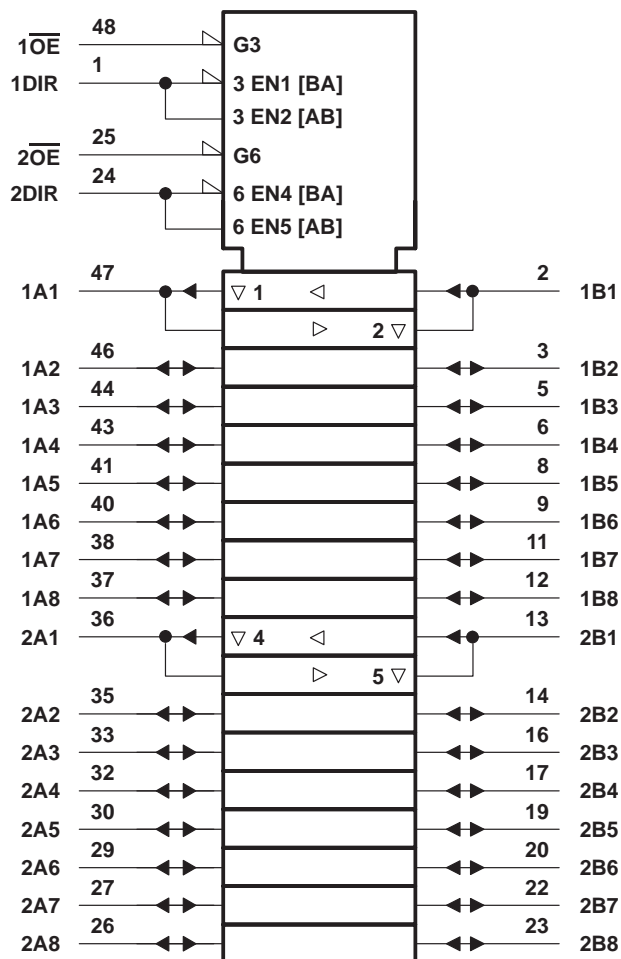 48
1OE G3
1
1DIR 3 EN1 [BA]
3 EN2 [AB]
25
2OE G6
24
2DIR 6 EN4 [BA]
6 EN5 [AB]
47 2
1A1 1 1B1
2
46 3
1A2 1B2
44 5
1A3 1B3
43 6
1A4 1B4
41 8
1A5 1B5
40 9
1A6 1B6
38 11
1A7 1B7
37 12
1A8 1B8
36 13
2A1 4 2B1
5
35 14
2A2 2B2
33 16
2A3 2B3
32 17
2A4 2B4
30 19
2A5 2B5
29 20
2A6 2B6
27 22
2A7 2B7
26 23
2A8 2B8